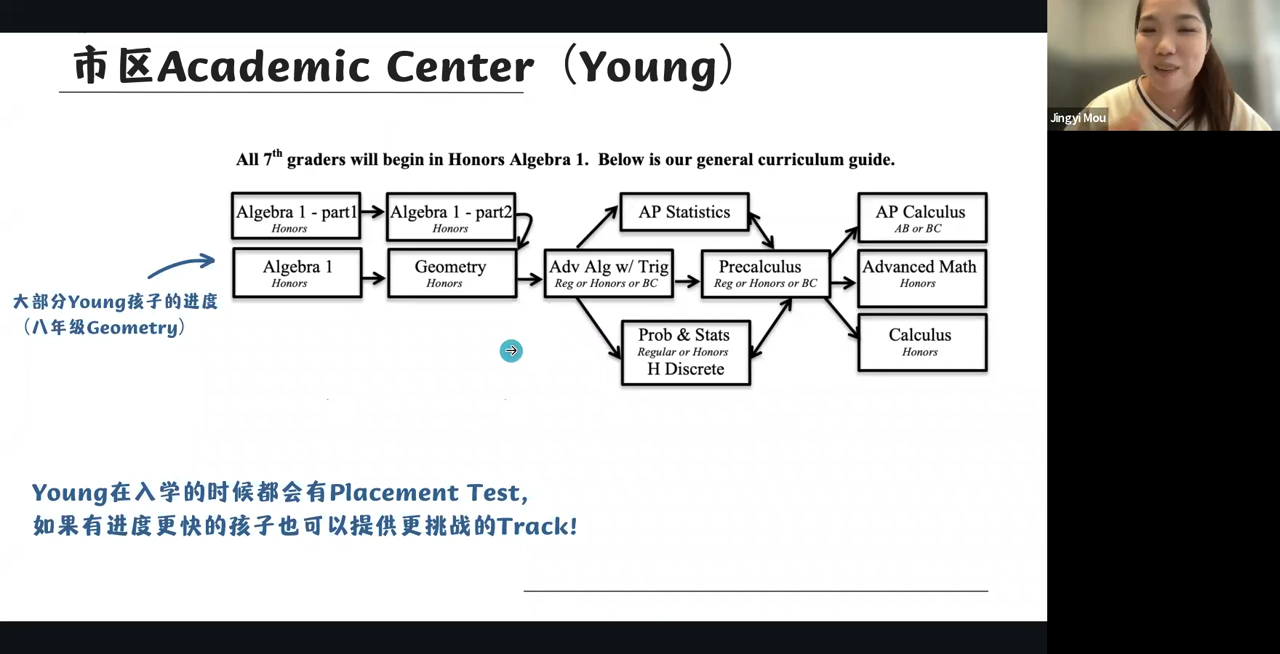 市区Academic Center（Young）
Jingyi Mou
All 7th graders will begin in Honors Algebra 1. Below is our general curriculum guide.
Algebra 1 - part1
Honors
Algebra 1 - part2
Honors
AP Statistics
AP Calculus
AB or BC
Algebra 1
Honors
Geometry
Honors
Adv Alg w/ Trig
Reg or Honors or BC
Precalculus
Reg or Honors or BC
Advanced Math
Honors
大部分Young孩子的进度
（八年级Geometry）
Prob & Stats
Regular or Honors
H Discrete
Calculus
Honors
Young在入学的时候都会有Placement Test,
如果有进度更快的孩子也可以提供更挑战的Track!